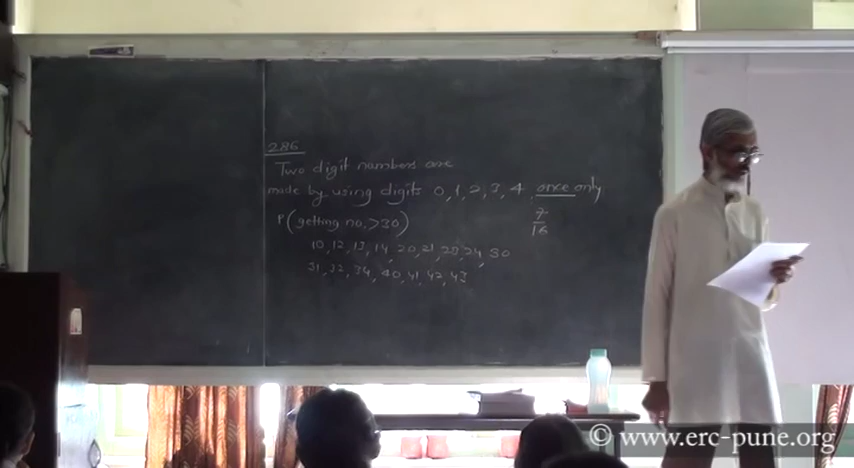 286
Two digit numbers are
made by using digits 0, 1, 2, 3, 4, once only
P (getting no. > 30)
7/16
10, 12, 13, 14, 20, 21, 23, 24, 30
31, 32, 34, 40, 41, 42, 43
© www.erc-pune.org